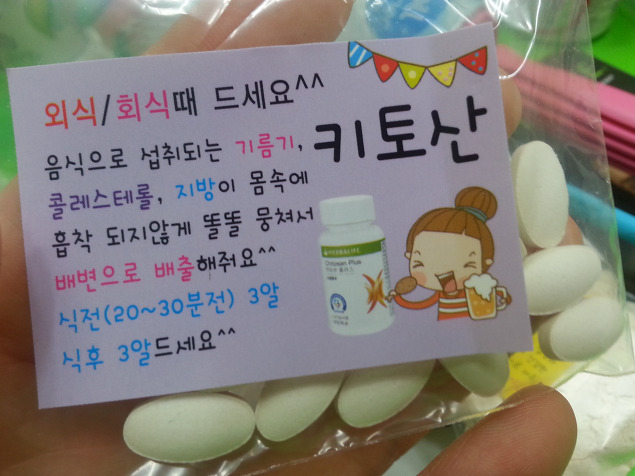 외식/회식때 드세요^^
키토산
음식으로 섭취되는 기름기,
콜레스테롤, 지방이 몸속에
흡착 되지않게 똘똘 뭉쳐서
배변으로 배출해줘요^^
식전(20~30분전) 3알
식후 3알드세요^^
HERBALIFE
Chitosan Plus